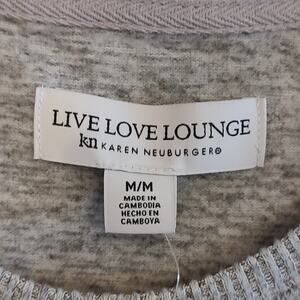 LIVE LOVE LOUNGE
kn KAREN NEUBURGER®
M/M
MADE IN
CAMBODIA
HECHO EN
CAMBOYA